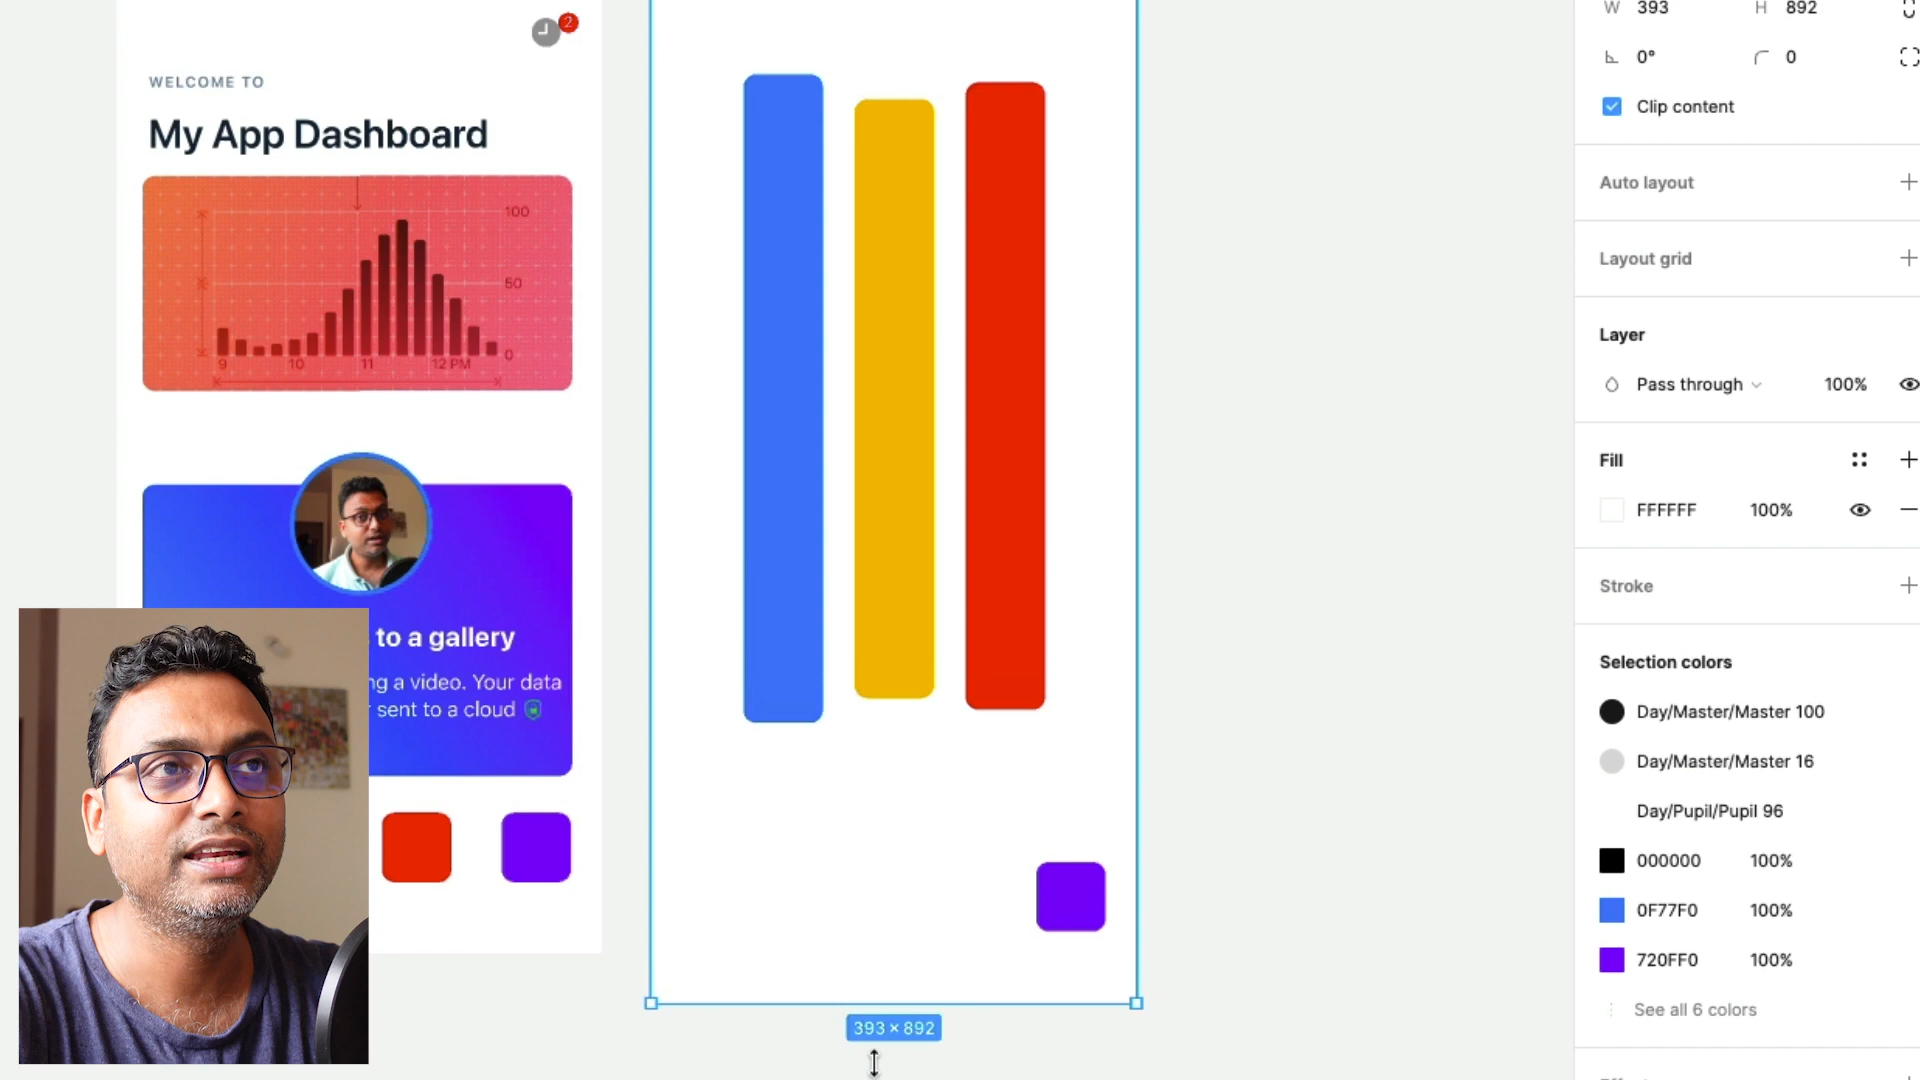 2
WELCOME TO
My App Dashboard
100
50
0
9 10 11 12 PM
to a gallery
ng a video. Your data
sent to a cloud
393 × 892
W 393 H 892
0° 0
Clip content
Auto layout
Layout grid
Layer
Pass through 100%
Fill
FFFFFF 100%
Stroke
Selection colors
Day/Master/Master 100
Day/Master/Master 16
Day/Pupil/Pupil 96
000000 100%
0F77F0 100%
720FF0 100%
See all 6 colors